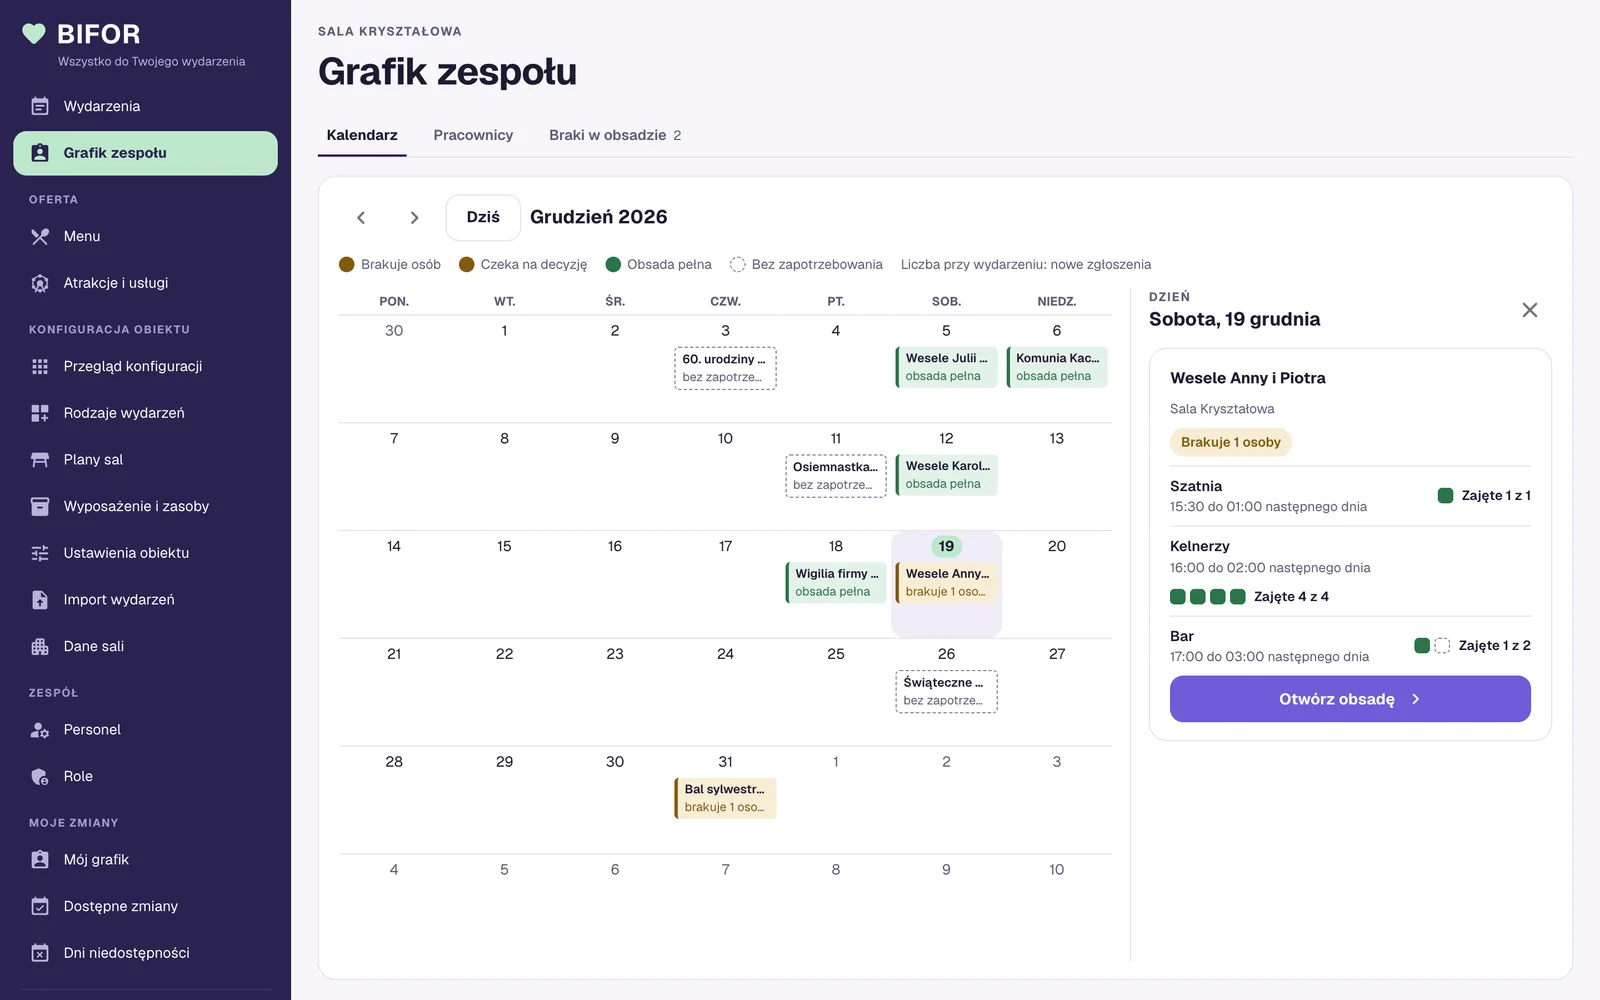 BIFOR
Wszystko do Twojego wydarzenia
Wydarzenia
Grafik zespołu
OFERTA
Menu
Atrakcje i usługi
KONFIGURACJA OBIEKTU
Przegląd konfiguracji
Rodzaje wydarzeń
Plany sal
Wyposażenie i zasoby
Ustawienia obiektu
Import wydarzeń
Dane sali
ZESPÓŁ
Personel
Role
MOJE ZMIANY
Mój grafik
Dostępne zmiany
Dni niedostępności
SALA KRYSZTAŁOWA
Grafik zespołu
Kalendarz Pracownicy Braki w obsadzie 2
Dziś Grudzień 2026
Brakuje osób Czeka na decyzję Obsada pełna Bez zapotrzebowania Liczba przy wydarzeniu: nowe zgłoszenia
PON. WT. ŚR. CZW. PT. SOB. NIEDZ.
30 1 2 3 4 5 6
60. urodziny ... Wesele Julii ... Komunia Kac...
bez zapotrze... obsada pełna obsada pełna
7 8 9 10 11 12 13
Osiemnastka... Wesele Karol...
bez zapotrze... obsada pełna
14 15 16 17 18 19 20
Wigilia firmy ... Wesele Anny...
obsada pełna brakuje 1 oso...
21 22 23 24 25 26 27
Świąteczne ...
bez zapotrze...
28 29 30 31 1 2 3
Bal sylwestr...
brakuje 1 oso...
4 5 6 7 8 9 10
DZIEŃ
Sobota, 19 grudnia
Wesele Anny i Piotra
Sala Kryształowa
Brakuje 1 osoby
Szatnia
15:30 do 01:00 następnego dnia
Zajęte 1 z 1
Kelnerzy
16:00 do 02:00 następnego dnia
Zajęte 4 z 4
Bar
17:00 do 03:00 następnego dnia
Zajęte 1 z 2
Otwórz obsadę